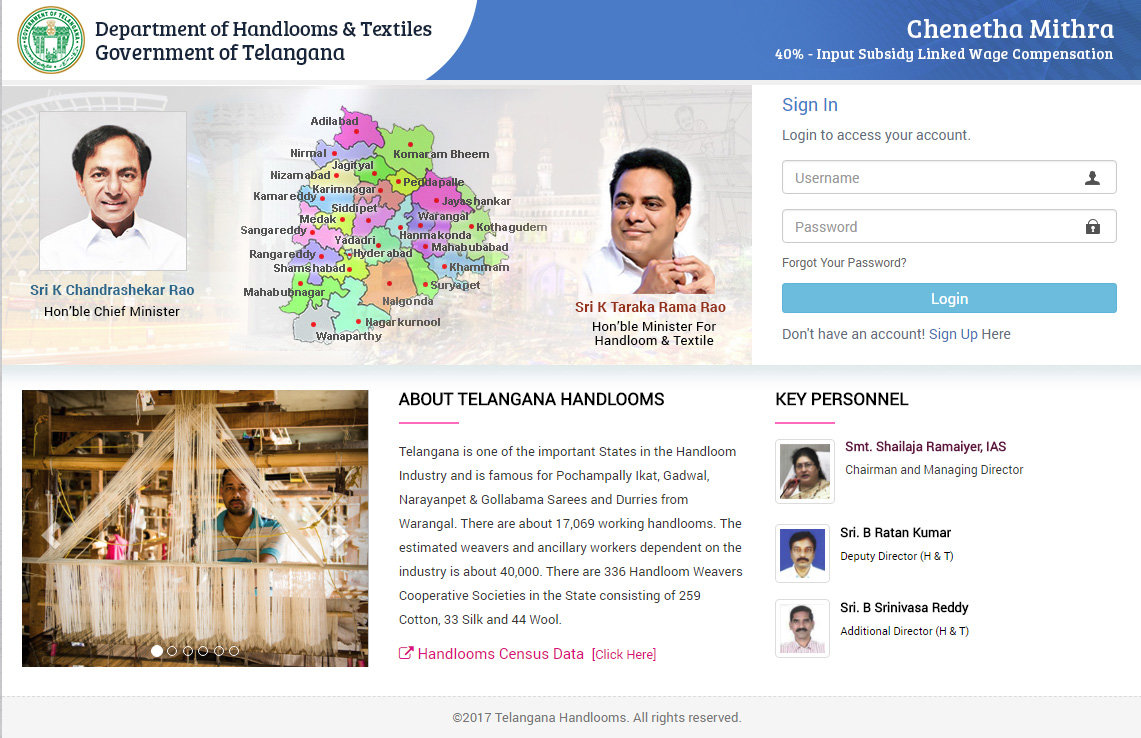 Department of Handlooms & Textiles
Government of Telangana
Chenetha Mithra
40% - Input Subsidy Linked Wage Compensation
Sri K Chandrashekar Rao
Hon'ble Chief Minister
Adilabad
Komaram Bheem
Nirmal
Jagityal
Nizamabad
Peddapalle
Karimnagar
Kamareddy
Jayashankar
Siddipet
Medak
Warangal
Sangareddy
Kothagudem
Hanmakonda
Yadadri
Mahabubabad
Rangareddy
Hyderabad
Shamshabad
Khammam
Mahabubnagar
Suryapet
Nalgonda
Nagarkurnool
Wanaparthy
Sri K Taraka Rama Rao
Hon'ble Minister For
Handloom & Textile
Sign In
Login to access your account.
Username
Password
Forgot Your Password?
Login
Don't have an account! Sign Up Here
ABOUT TELANGANA HANDLOOMS
Telangana is one of the important States in the Handloom
Industry and is famous for Pochampally Ikat, Gadwal,
Narayanpet & Gollabama Sarees and Durries from
Warangal. There are about 17,069 working handlooms. The
estimated weavers and ancillary workers dependent on the
industry is about 40,000. There are 336 Handloom Weavers
Cooperative Societies in the State consisting of 259
Cotton, 33 Silk and 44 Wool.
Handlooms Census Data [Click Here]
KEY PERSONNEL
Smt. Shailaja Ramaiyer, IAS
Chairman and Managing Director
Sri. B Ratan Kumar
Deputy Director (H & T)
Sri. B Srinivasa Reddy
Additional Director (H & T)
©2017 Telangana Handlooms. All rights reserved.